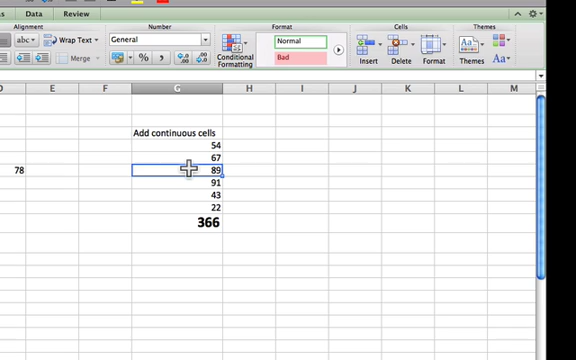 Data Review
Alignment Number Format Cells Themes
abc Wrap Text General Normal
Merge % , Conditional Formatting Bad Insert Delete Format Themes Aa
E F G H I J K L M
Add continuous cells
54
67
78 89
91
43
22
366